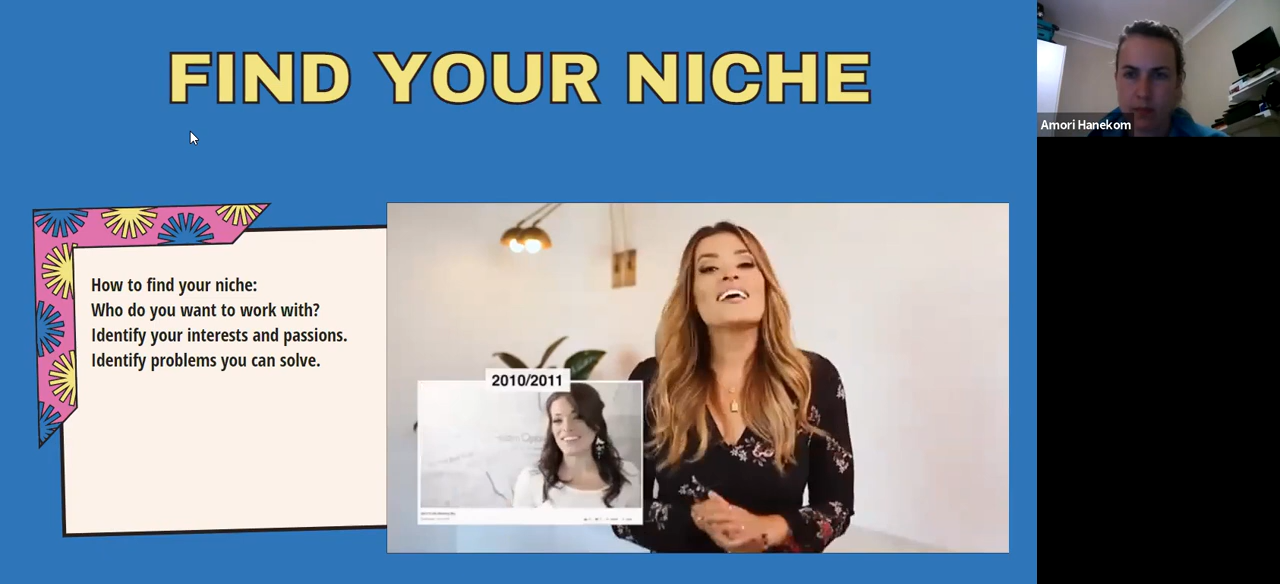 FIND YOUR NICHE
Amori Hanekom
How to find your niche:
Who do you want to work with?
Identify your interests and passions.
Identify problems you can solve.
2010/2011